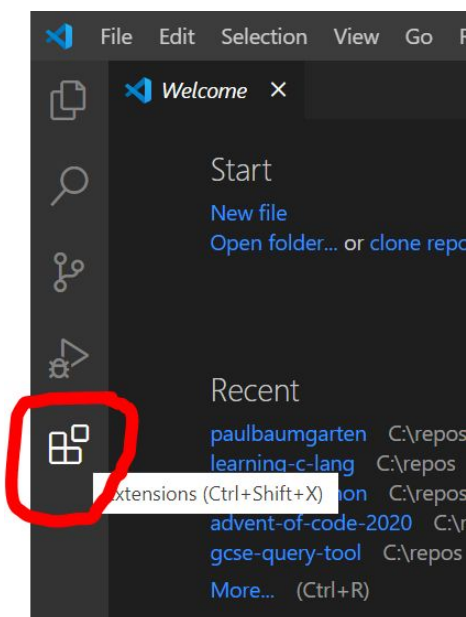 File Edit Selection View Go
Welcome
Start
New file
Open folder... or clone repo
Recent
paulbaumgarten C:\repos
learning-c-lang C:\repos
xtensions (Ctrl+Shift+X) hon C:\repos
advent-of-code-2020 C:\r
gcse-query-tool C:\repos
More... (Ctrl+R)